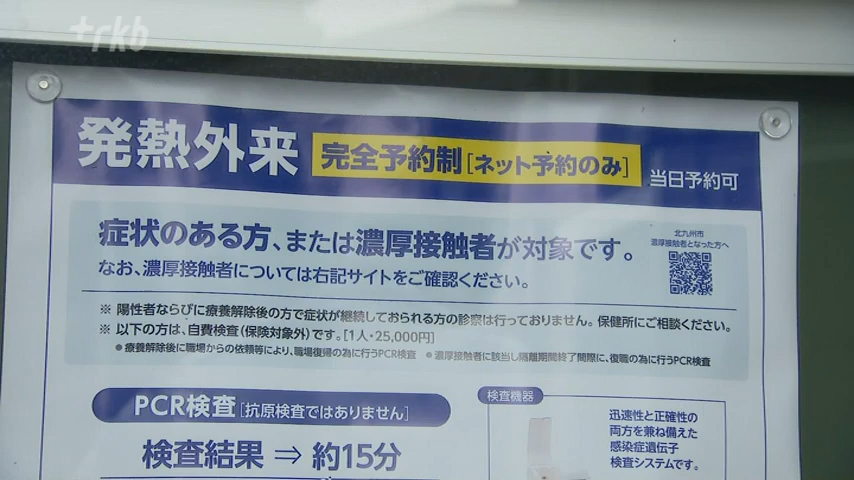 rkb
発熱外来 完全予約制[ネット予約のみ] 当日予約可
症状のある方、または濃厚接触者が対象です。
なお、濃厚接触者については右記サイトをご確認ください。
北九州市
濃厚接触者となった方へ
※ 陽性者ならびに療養解除後の方で症状が継続しておられる方の診察は行っておりません。保健所にご相談ください。
※ 以下の方は、自費検査(保険対象外)です。[1人・25,000円]
●療養解除後に職場からの依頼等により、職場復帰の為に行うPCR検査 ●濃厚接触者に該当し隔離期間終了間際に、復職の為に行うPCR検査
PCR検査[抗原検査ではありません]
検査結果 ⇒ 約15分
検査機器
迅速性と正確性の
両方を兼ね備えた
感染症遺伝子
検査システムです。